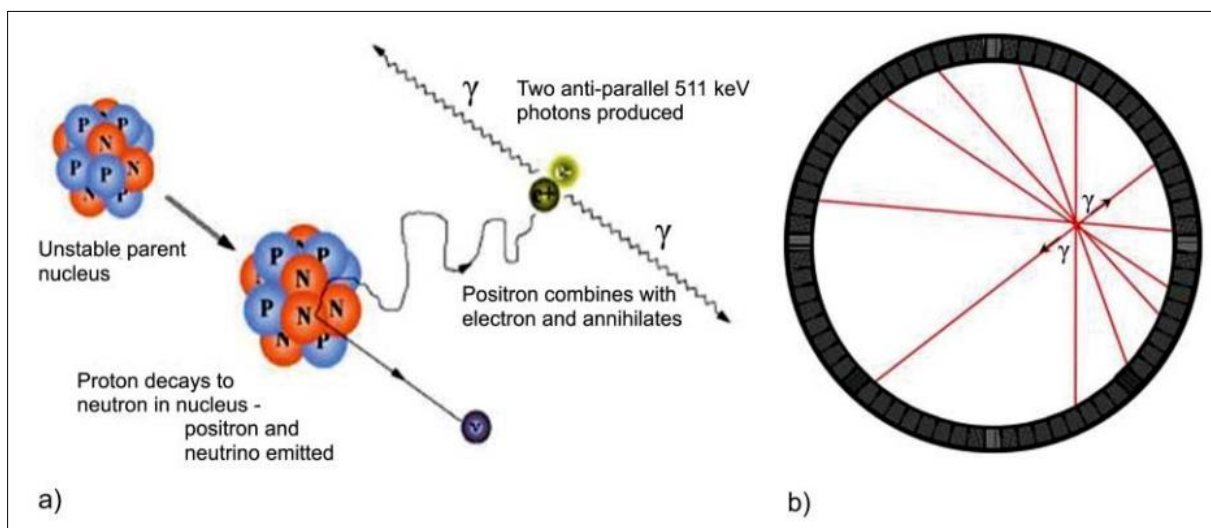 γ
Two anti-parallel 511 keV
photons produced
P
P
N
N
P
P
N
P
Unstable parent
nucleus
γ
P
P
N
N
P
N
N
N
P
Positron combines with
electron and annihilates
Proton decays to
neutron in nucleus -
positron and
neutrino emitted
ν
a)
γ
γ
b)